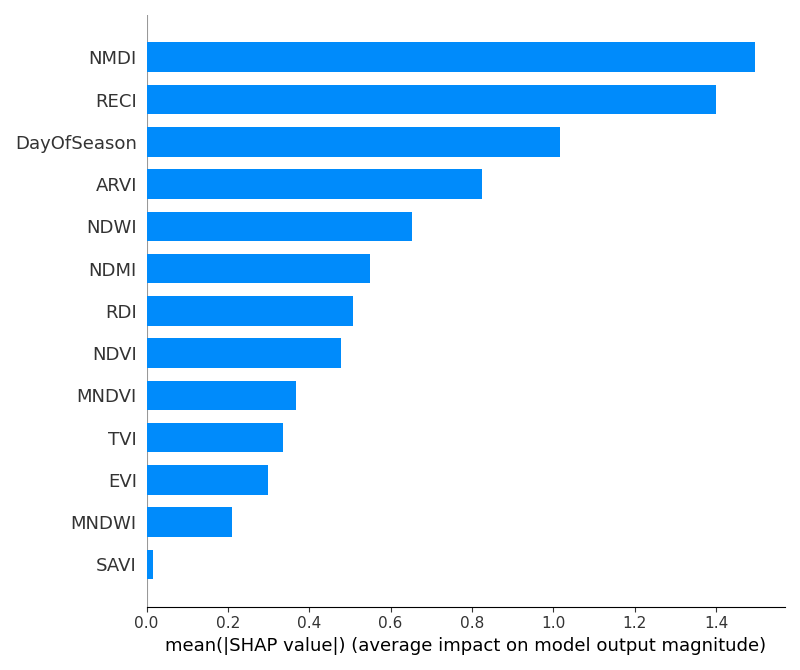 NMDI
RECI
DayOfSeason
ARVI
NDWI
NDMI
RDI
NDVI
MNDVI
TVI
EVI
MNDWI
SAVI
0.0 0.2 0.4 0.6 0.8 1.0 1.2 1.4
mean(|SHAP value|) (average impact on model output magnitude)